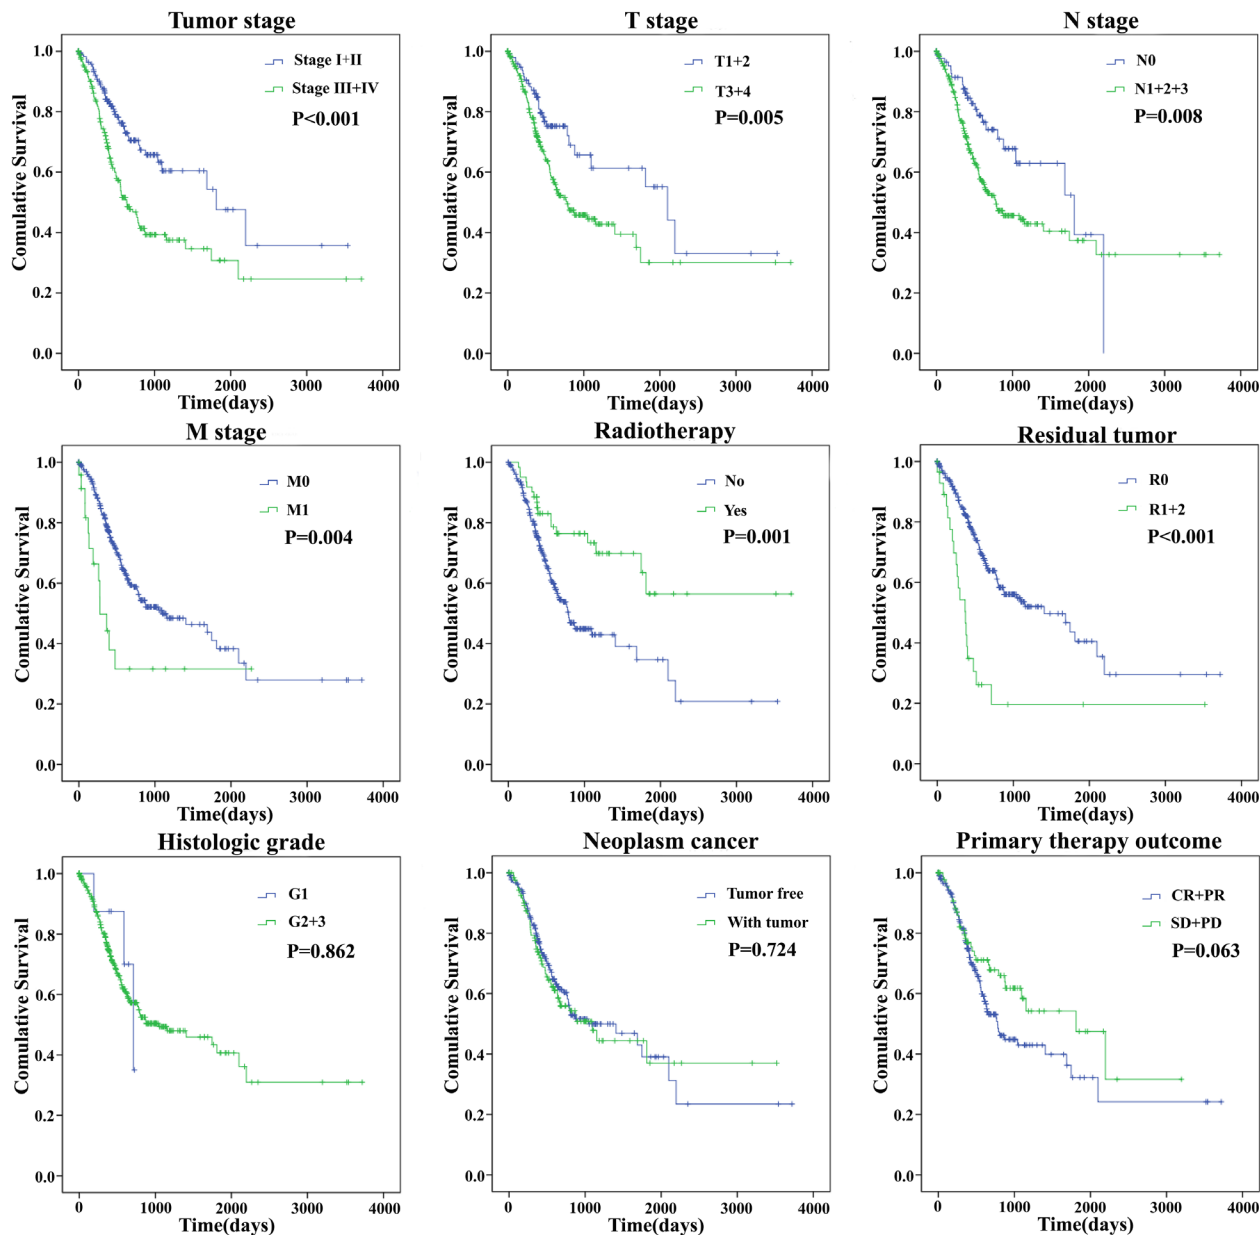 Tumor stage
Comulative Survival
1.0
0.8
0.6
0.4
0.2
0.0
Stage I+II
Stage III+IV
P<0.001
0 1000 2000 3000 4000
Time(days)
T stage
Comulative Survival
1.0
0.8
0.6
0.4
0.2
0.0
T1+2
T3+4
P=0.005
0 1000 2000 3000 4000
Time(days)
N stage
Comulative Survival
1.0
0.8
0.6
0.4
0.2
0.0
N0
N1+2+3
P=0.008
0 1000 2000 3000 4000
Time(days)
M stage
Comulative Survival
1.0
0.8
0.6
0.4
0.2
0.0
M0
M1
P=0.004
0 1000 2000 3000 4000
Time(days)
Radiotherapy
Comulative Survival
1.0
0.8
0.6
0.4
0.2
0.0
No
Yes
P=0.001
0 1000 2000 3000 4000
Time(days)
Residual tumor
Comulative Survival
1.0
0.8
0.6
0.4
0.2
0.0
R0
R1+2
P<0.001
0 1000 2000 3000 4000
Time(days)
Histologic grade
Comulative Survival
1.0
0.8
0.6
0.4
0.2
0.0
G1
G2+3
P=0.862
0 1000 2000 3000 4000
Time(days)
Neoplasm cancer
Comulative Survival
1.0
0.8
0.6
0.4
0.2
0.0
Tumor free
With tumor
P=0.724
0 1000 2000 3000 4000
Time(days)
Primary therapy outcome
Comulative Survival
1.0
0.8
0.6
0.4
0.2
0.0
CR+PR
SD+PD
P=0.063
0 1000 2000 3000 4000
Time(days)